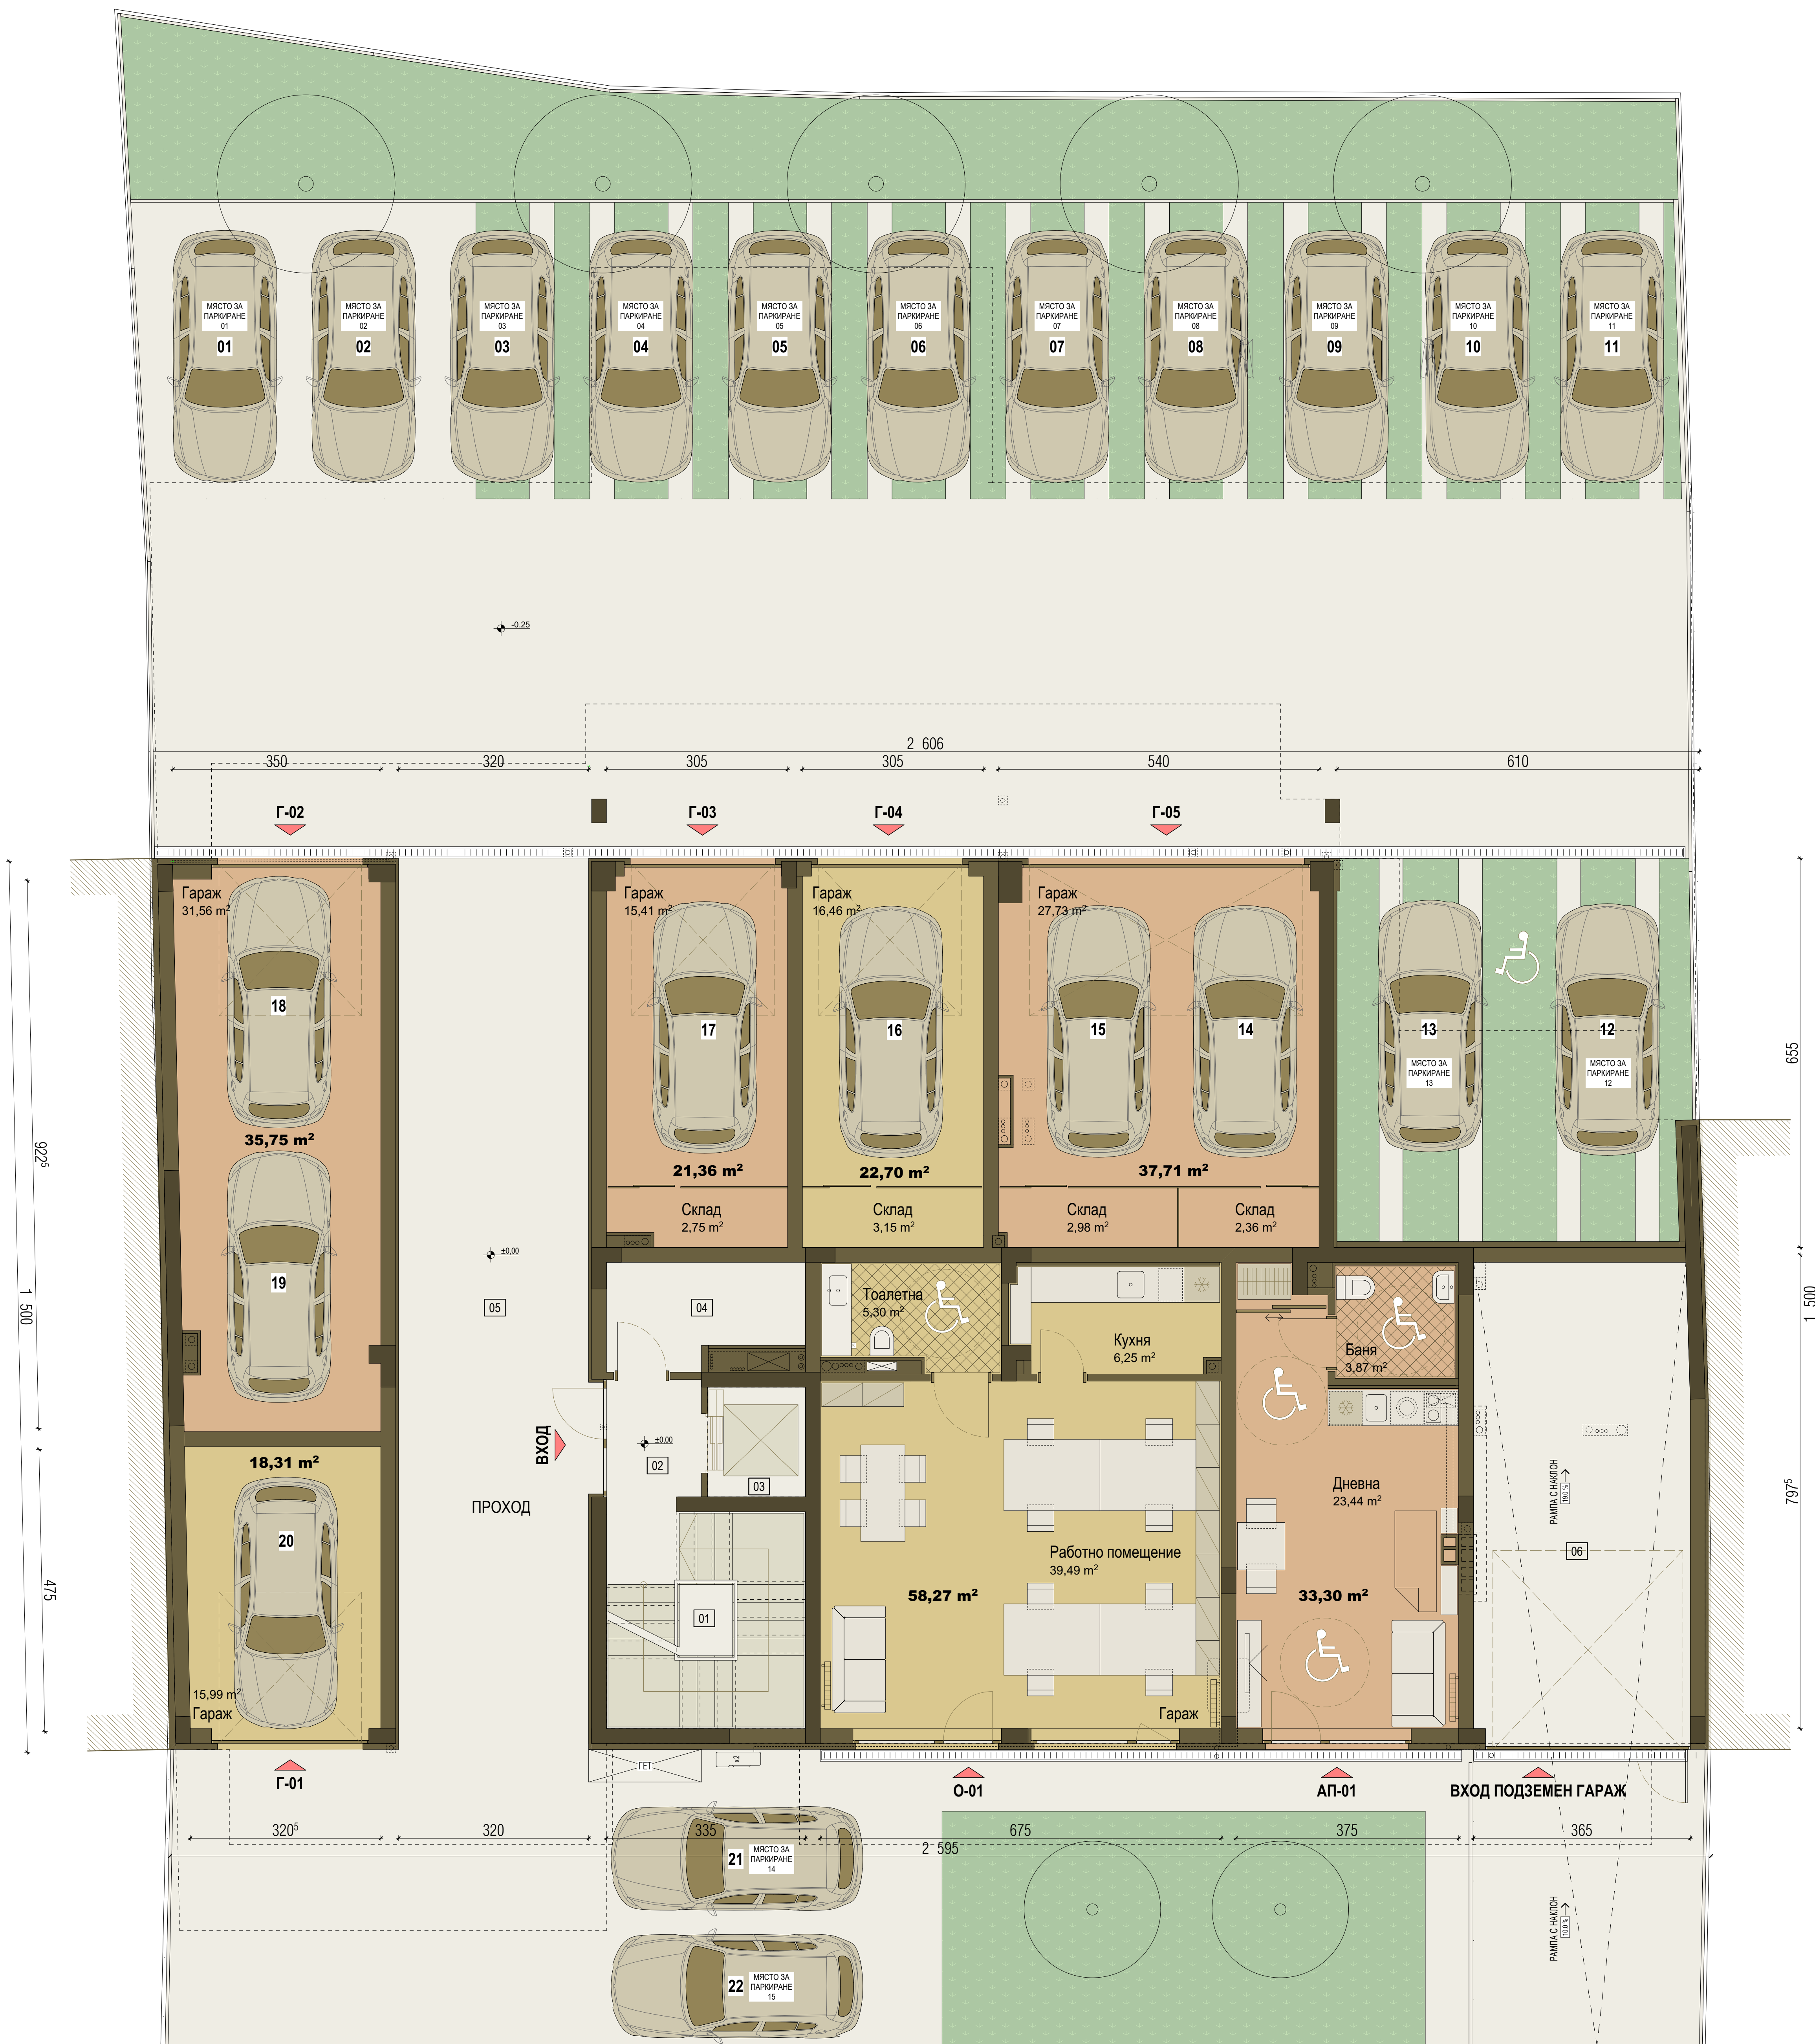 МЯСТО ЗА
ПАРКИРАНЕ
01
01
МЯСТО ЗА
ПАРКИРАНЕ
02
02
МЯСТО ЗА
ПАРКИРАНЕ
03
03
МЯСТО ЗА
ПАРКИРАНЕ
04
04
МЯСТО ЗА
ПАРКИРАНЕ
05
05
МЯСТО ЗА
ПАРКИРАНЕ
06
06
МЯСТО ЗА
ПАРКИРАНЕ
07
07
МЯСТО ЗА
ПАРКИРАНЕ
08
08
МЯСТО ЗА
ПАРКИРАНЕ
09
09
МЯСТО ЗА
ПАРКИРАНЕ
10
10
МЯСТО ЗА
ПАРКИРАНЕ
11
11
-0.25
2 606
350
320
305
305
540
610
Г-02
Г-03
Г-04
Г-05
Гараж
31,56 m²
18
35,75 m²
19
Гараж
15,41 m²
17
21,36 m²
Склад
2,75 m²
Гараж
16,46 m²
16
22,70 m²
Склад
3,15 m²
Гараж
27,73 m²
15
14
37,71 m²
Склад
2,98 m²
Склад
2,36 m²
13
МЯСТО ЗА
ПАРКИРАНЕ
13
12
МЯСТО ЗА
ПАРКИРАНЕ
12
655
922⁵
1 500
475
1 500
797⁵
±0,00
05
04
Тоалетна
5,30 m²
Кухня
6,25 m²
Баня
3,87 m²
ВХОД
±0,00
02
03
18,31 m²
20
15,99 m²
Гараж
ПРОХОД
01
Работно помещение
39,49 m²
58,27 m²
Гараж
Дневна
23,44 m²
33,30 m²
РАМПА С НАКЛОН
19.0 %
06
ГЕТ
x2
Г-01
О-01
АП-01
ВХОД ПОДЗЕМЕН ГАРАЖ
320⁵
320
335
675
375
365
2 595
21
МЯСТО ЗА
ПАРКИРАНЕ
14
22
МЯСТО ЗА
ПАРКИРАНЕ
15
РАМПА С НАКЛОН
10.0 %